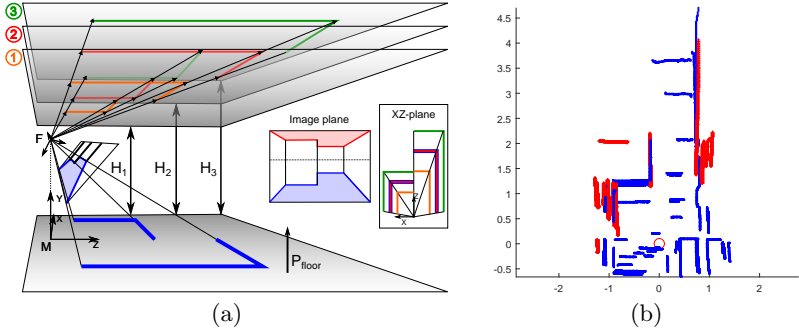 ③
②
①
F
H1
H2
H3
Image plane
XZ-plane
Z
X
Y
X
M
Z
Pfloor
(a)
4.5
4
3.5
3
2.5
2
1.5
1
0.5
0
-0.5
-2 -1 0 1 2
(b)